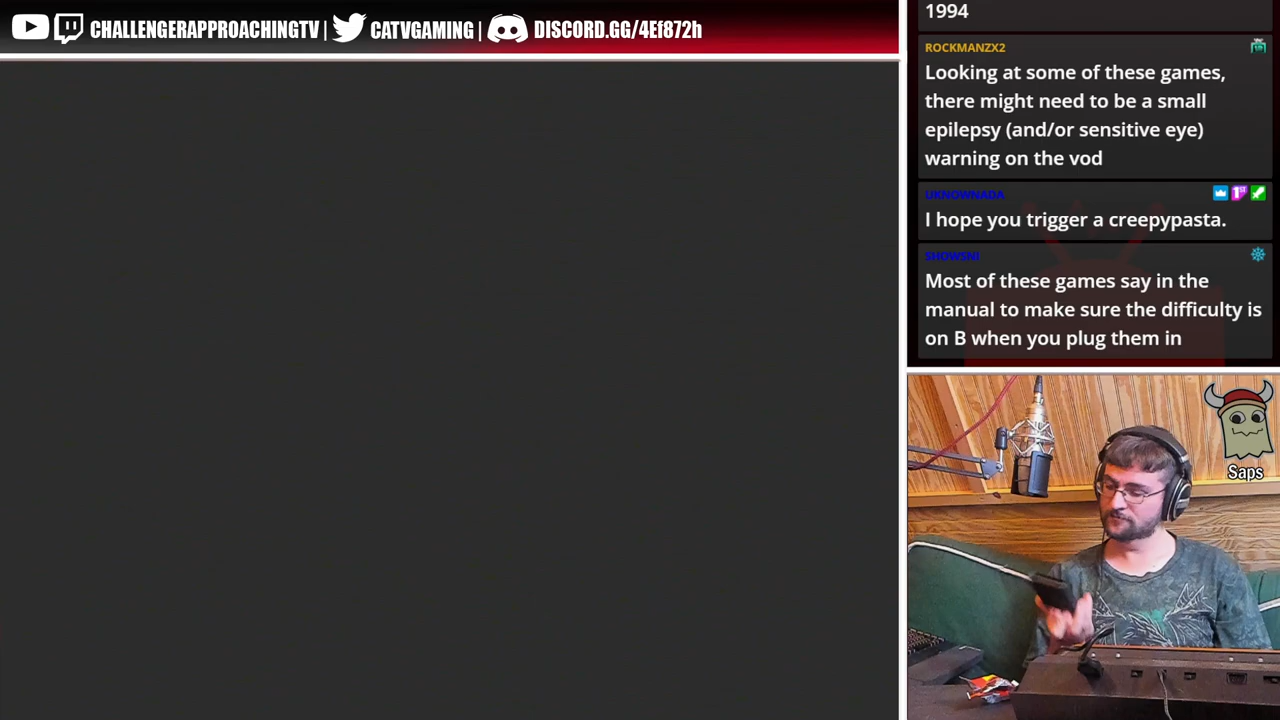 CHALLENGERAPPROACHINGTV | CATVGAMING | DISCORD.GG/4Ef872h
1994
ROCKMANZX2
Looking at some of these games,
there might need to be a small
epilepsy (and/or sensitive eye)
warning on the vod
UKNOWNADA
I hope you trigger a creepypasta.
SHOWSNI
Most of these games say in the
manual to make sure the difficulty is
on B when you plug them in
Saps